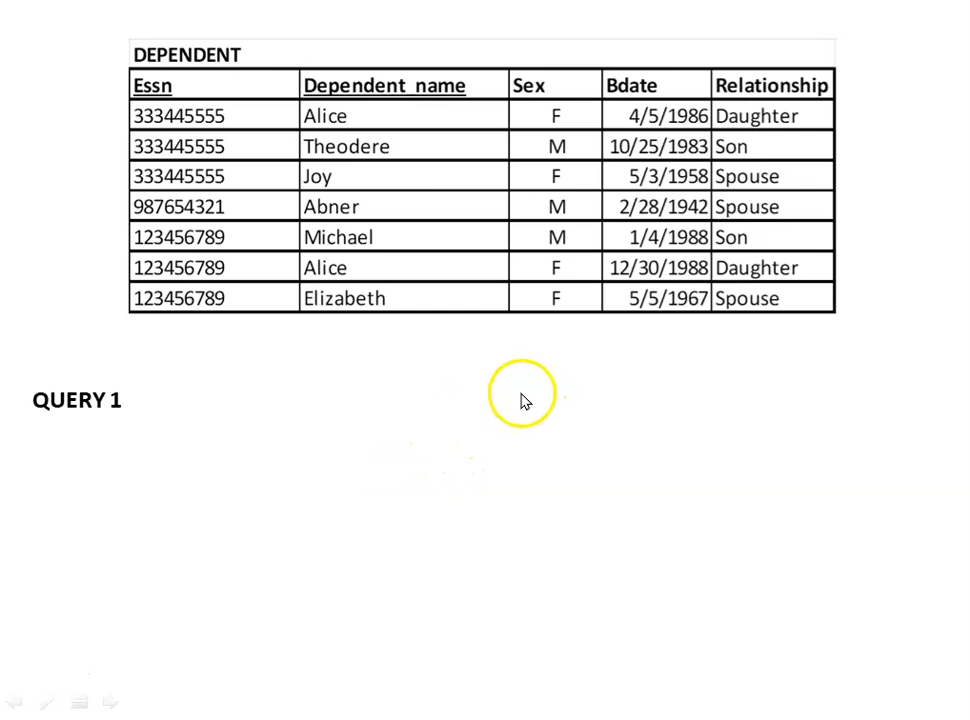 DEPENDENT
Essn Dependent_name Sex Bdate Relationship
333445555 Alice F 4/5/1986 Daughter
333445555 Theodere M 10/25/1983 Son
333445555 Joy F 5/3/1958 Spouse
987654321 Abner M 2/28/1942 Spouse
123456789 Michael M 1/4/1988 Son
123456789 Alice F 12/30/1988 Daughter
123456789 Elizabeth F 5/5/1967 Spouse
QUERY 1